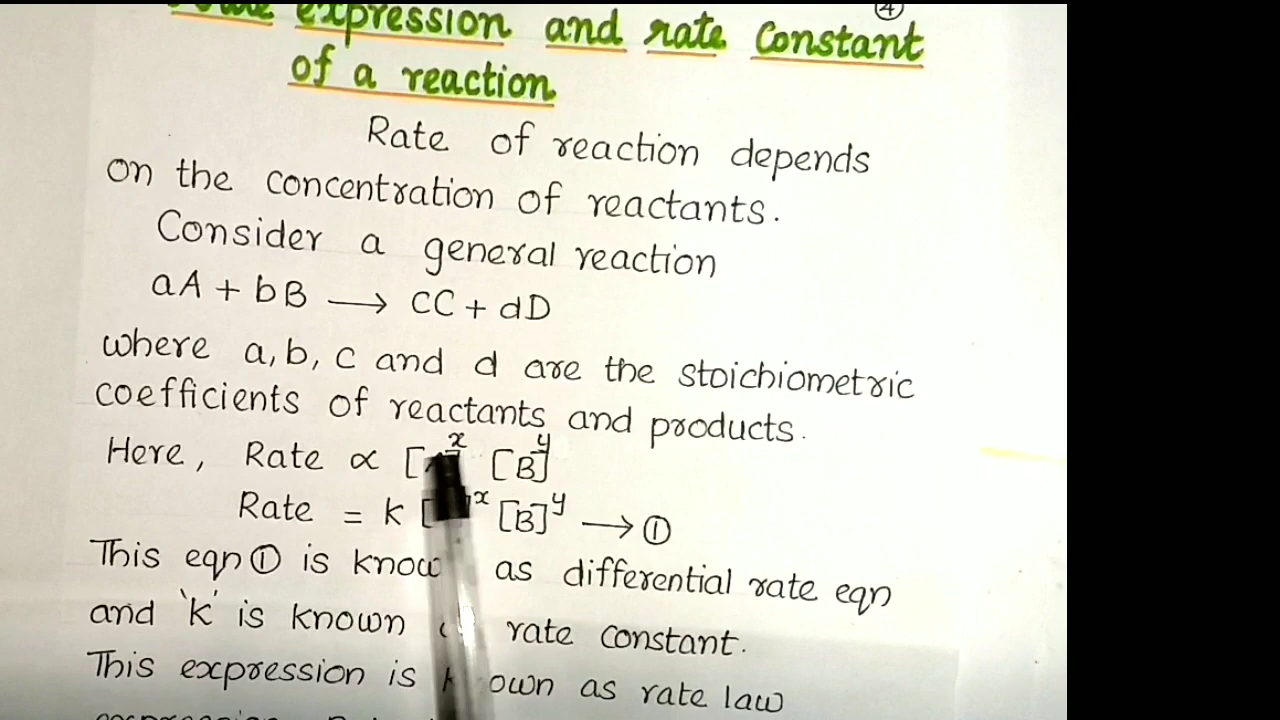 expression and rate constant
④
of a reaction
Rate of reaction depends
on the concentration of reactants.
Consider a general reaction
aA + bB ⟶ cC + dD
where a, b, c and d are the stoichiometric
coefficients of reactants and products.
Here, Rate ∝ [A]ˣ [B]ʸ
Rate = k [ ]ˣ [B]ʸ ⟶ ①
This eqn ① is know as differential rate eqn
and 'k' is known rate constant.
This expression is known as rate law